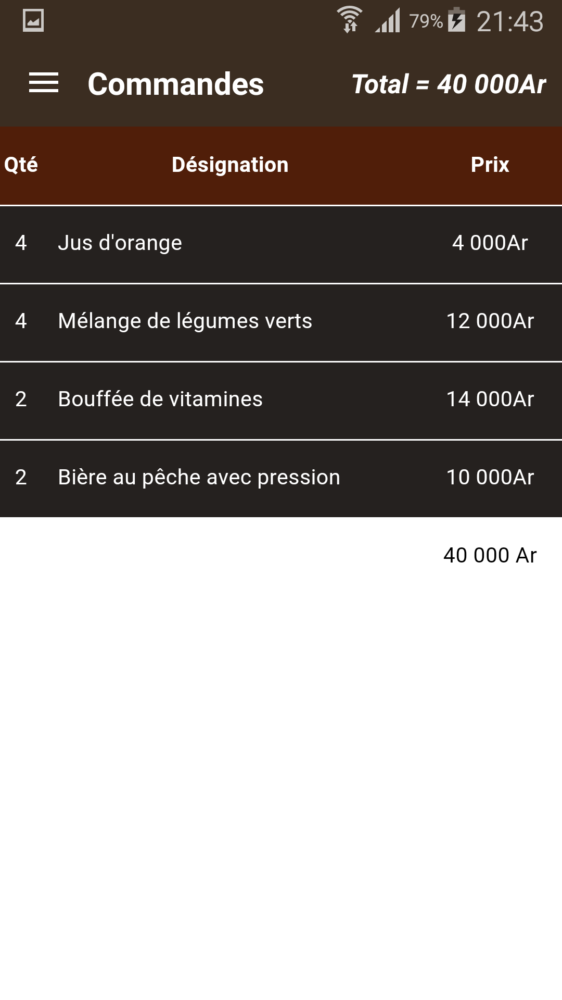 79% 21:43
Commandes Total = 40 000Ar
Qté Désignation Prix
4 Jus d'orange 4 000Ar
4 Mélange de légumes verts 12 000Ar
2 Bouffée de vitamines 14 000Ar
2 Bière au pêche avec pression 10 000Ar
40 000 Ar